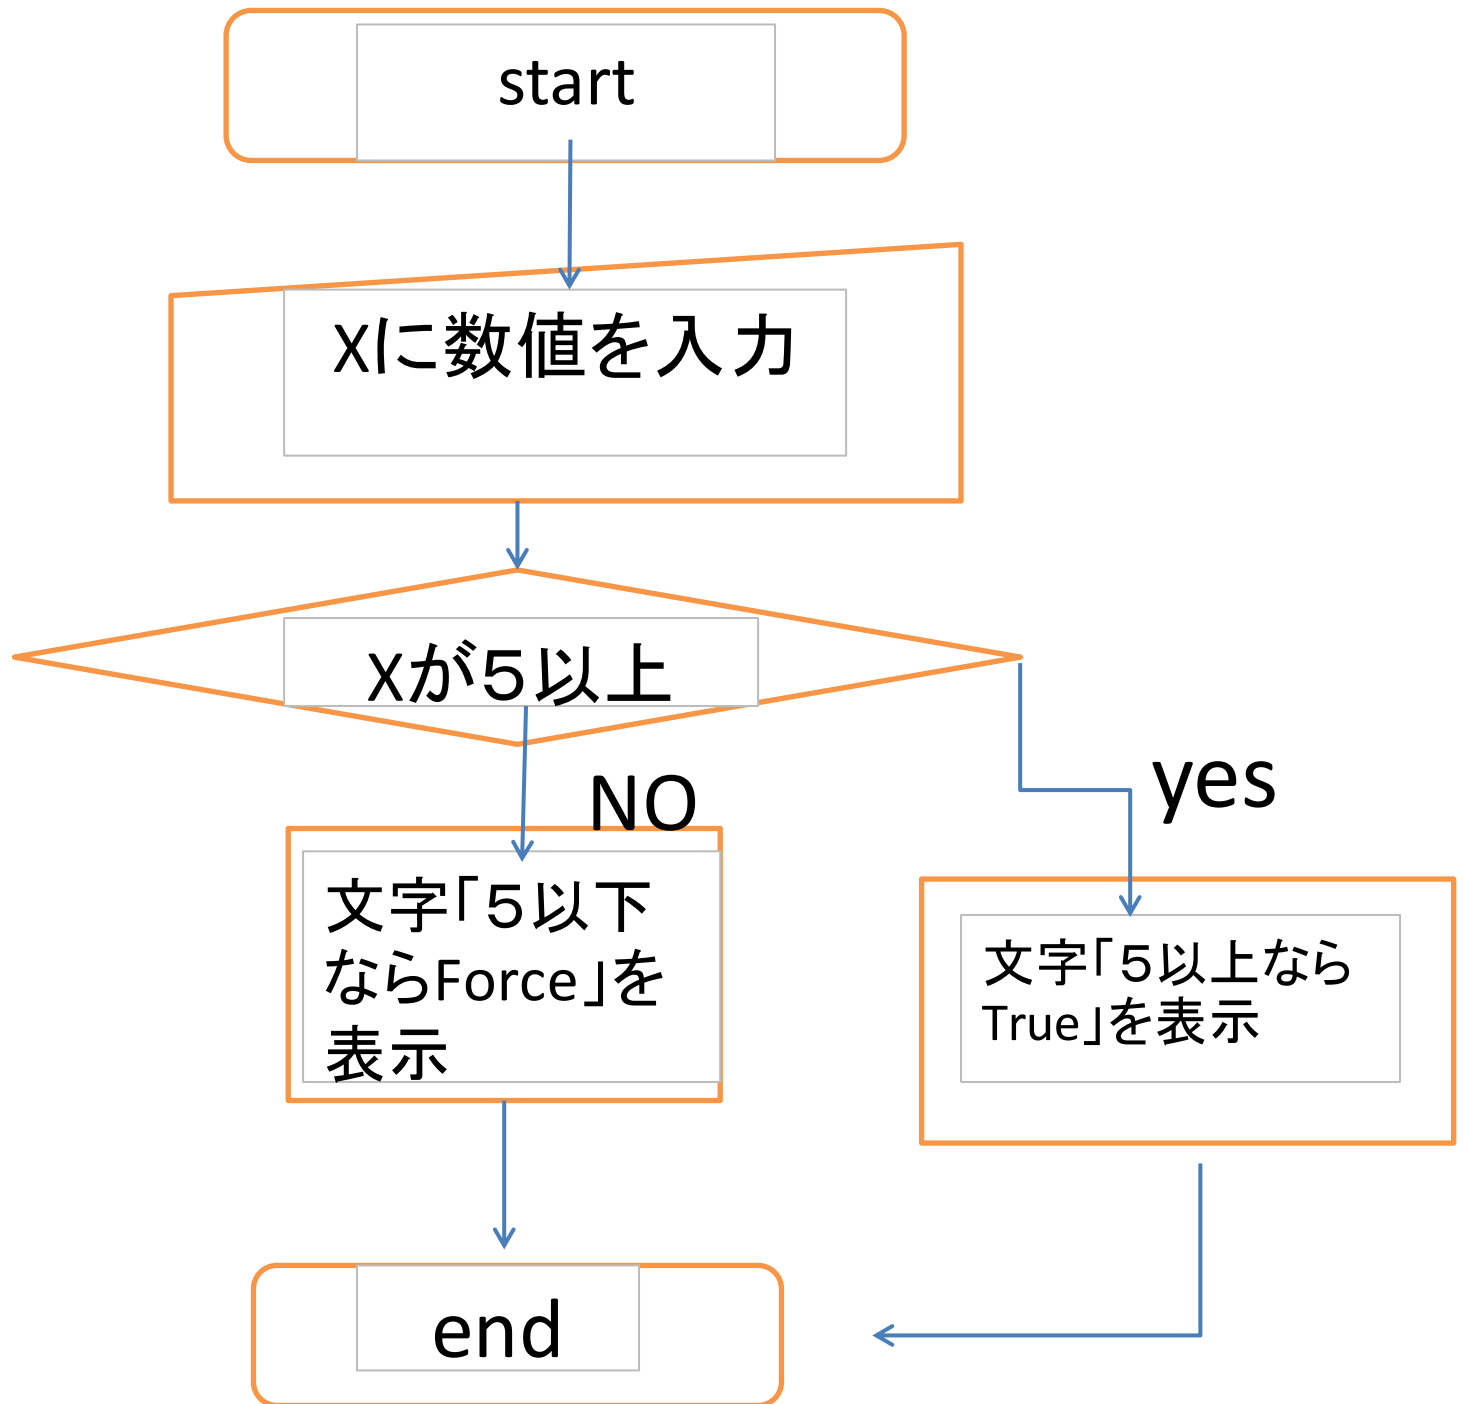 start
Xに数値を入力
Xが５以上
NO
yes
文字「５以下
ならForce」を
表示
文字「５以上なら
True」を表示
end